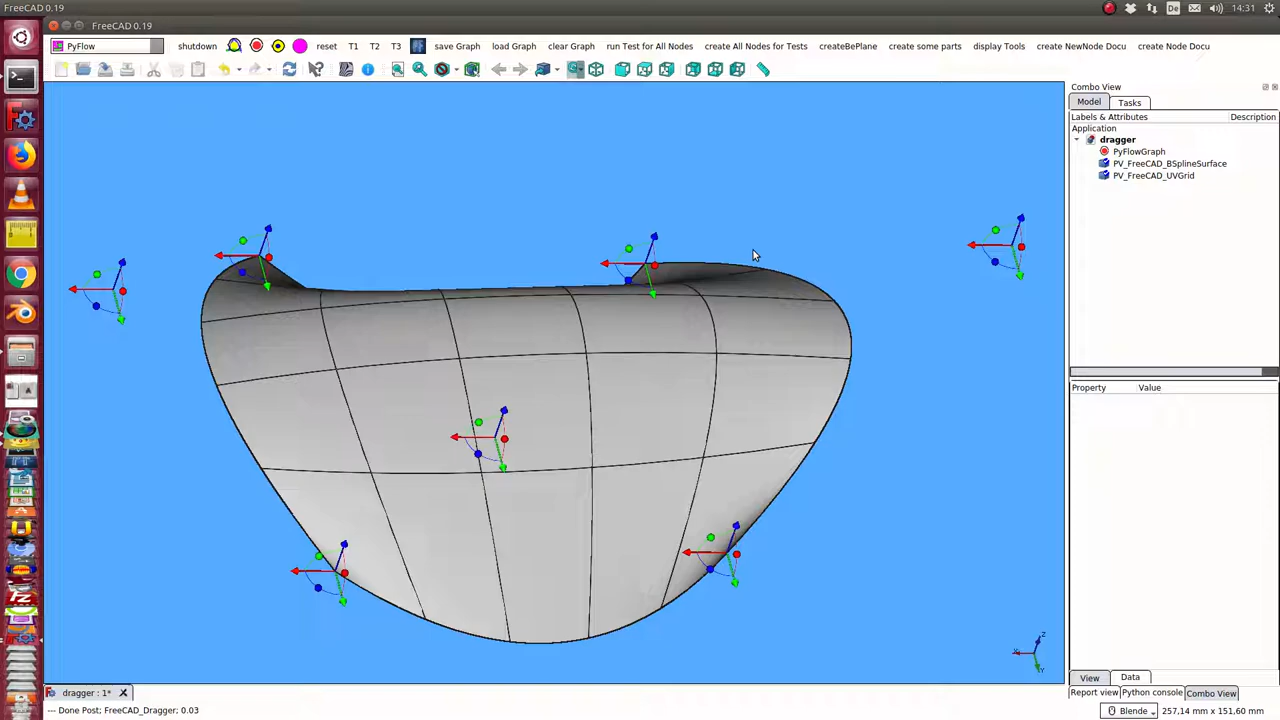 FreeCAD 0.19
De
14:31
FreeCAD 0.19
PyFlow
shutdown
reset
T1
T2
T3
save Graph
load Graph
clear Graph
run Test for All Nodes
create All Nodes for Tests
createBePlane
create some parts
display Tools
create NewNode Docu
create Node Docu
Combo View
Model
Tasks
Labels & Attributes
Description
Application
dragger
PyFlowGraph
PV_FreeCAD_BSplineSurface
PV_FreeCAD_UVGrid
Property
Value
View
Data
dragger : 1*
Report view
Python console
Combo View
--- Done Post; FreeCAD_Dragger; 0.03
Blende
257,14 mm x 151,60 mm